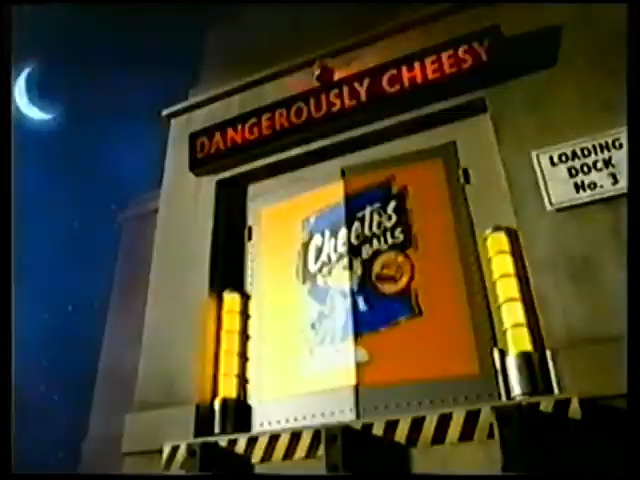 DANGEROUSLY CHEESY
LOADING
DOCK
No. 3
Cheetos
BALLS